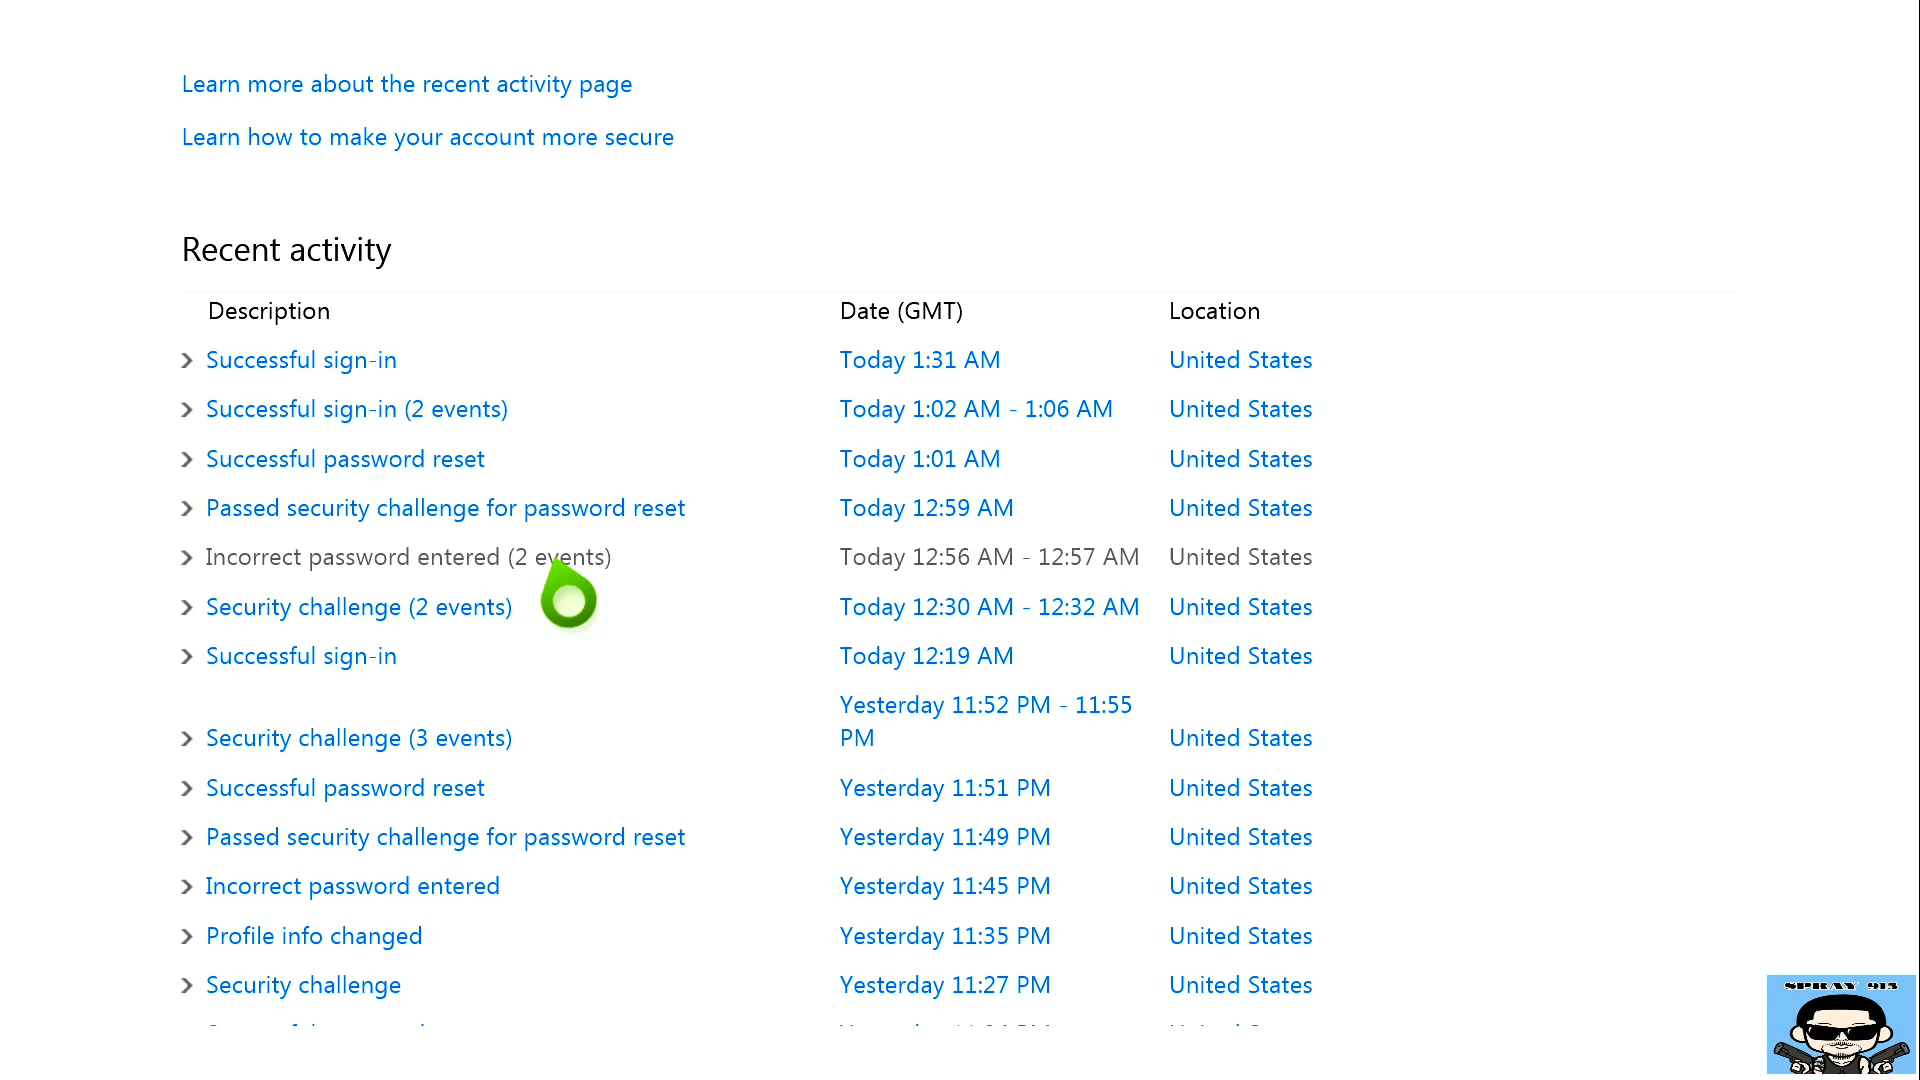 Learn more about the recent activity page
Learn how to make your account more secure
Recent activity
Description Date (GMT) Location
Successful sign-in Today 1:31 AM United States
Successful sign-in (2 events) Today 1:02 AM - 1:06 AM United States
Successful password reset Today 1:01 AM United States
Passed security challenge for password reset Today 12:59 AM United States
Incorrect password entered (2 events) Today 12:56 AM - 12:57 AM United States
Security challenge (2 events) Today 12:30 AM - 12:32 AM United States
Successful sign-in Today 12:19 AM United States
Yesterday 11:52 PM - 11:55
Security challenge (3 events) PM United States
Successful password reset Yesterday 11:51 PM United States
Passed security challenge for password reset Yesterday 11:49 PM United States
Incorrect password entered Yesterday 11:45 PM United States
Profile info changed Yesterday 11:35 PM United States
Security challenge Yesterday 11:27 PM United States
SPRAY 915